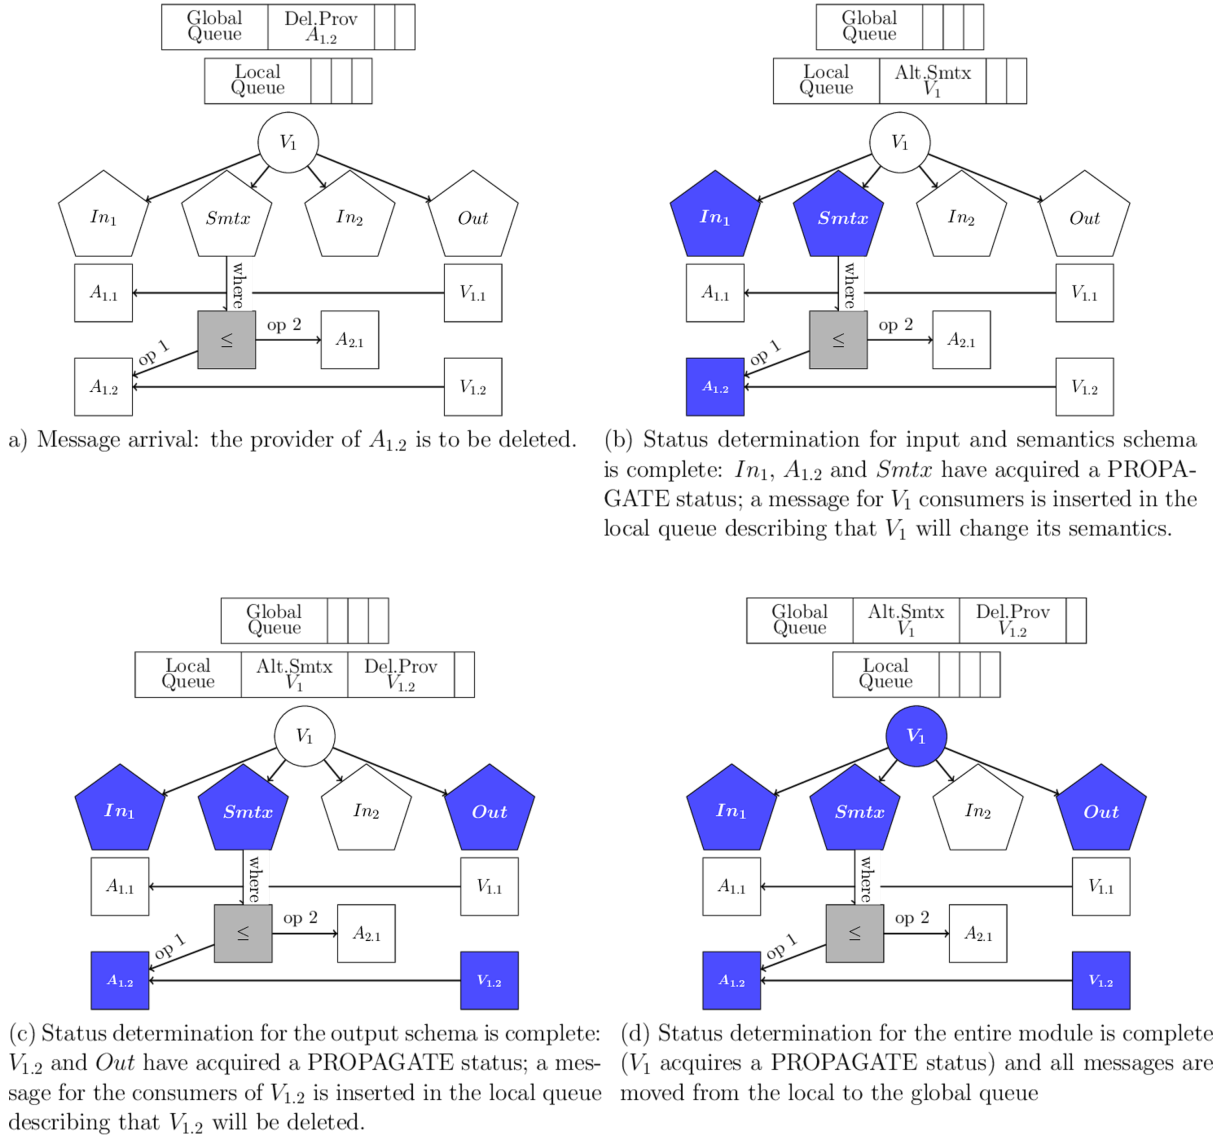 Global
Queue
Del.Prov
A1.2
Local
Queue
V1
In1
Smtx
In2
Out
A1.1
where
V1.1
≤
op 2
A2.1
op 1
A1.2
V1.2
a) Message arrival: the provider of A1.2 is to be deleted.
Global
Queue
Local
Queue
Alt.Smtx
V1
V1
In1
Smtx
In2
Out
A1.1
where
V1.1
≤
op 2
A2.1
op 1
A1.2
V1.2
(b) Status determination for input and semantics schema
is complete: In1, A1.2 and Smtx have acquired a PROPA-
GATE status; a message for V1 consumers is inserted in the
local queue describing that V1 will change its semantics.
Global
Queue
Local
Queue
Alt.Smtx
V1
Del.Prov
V1.2
V1
In1
Smtx
In2
Out
A1.1
where
V1.1
≤
op 2
A2.1
op 1
A1.2
V1.2
(c) Status determination for the output schema is complete:
V1.2 and Out have acquired a PROPAGATE status; a mes-
sage for the consumers of V1.2 is inserted in the local queue
describing that V1.2 will be deleted.
Global
Queue
Alt.Smtx
V1
Del.Prov
V1.2
Local
Queue
V1
In1
Smtx
In2
Out
A1.1
where
V1.1
≤
op 2
A2.1
op 1
A1.2
V1.2
(d) Status determination for the entire module is complete
(V1 acquires a PROPAGATE status) and all messages are
moved from the local to the global queue